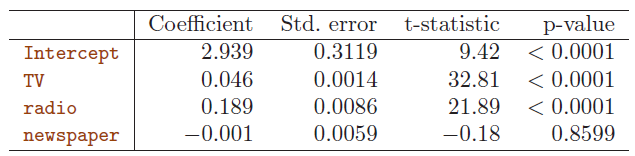 Coefficient Std. error t-statistic p-value
Intercept 2.939 0.3119 9.42 < 0.0001
TV 0.046 0.0014 32.81 < 0.0001
radio 0.189 0.0086 21.89 < 0.0001
newspaper −0.001 0.0059 −0.18 0.8599